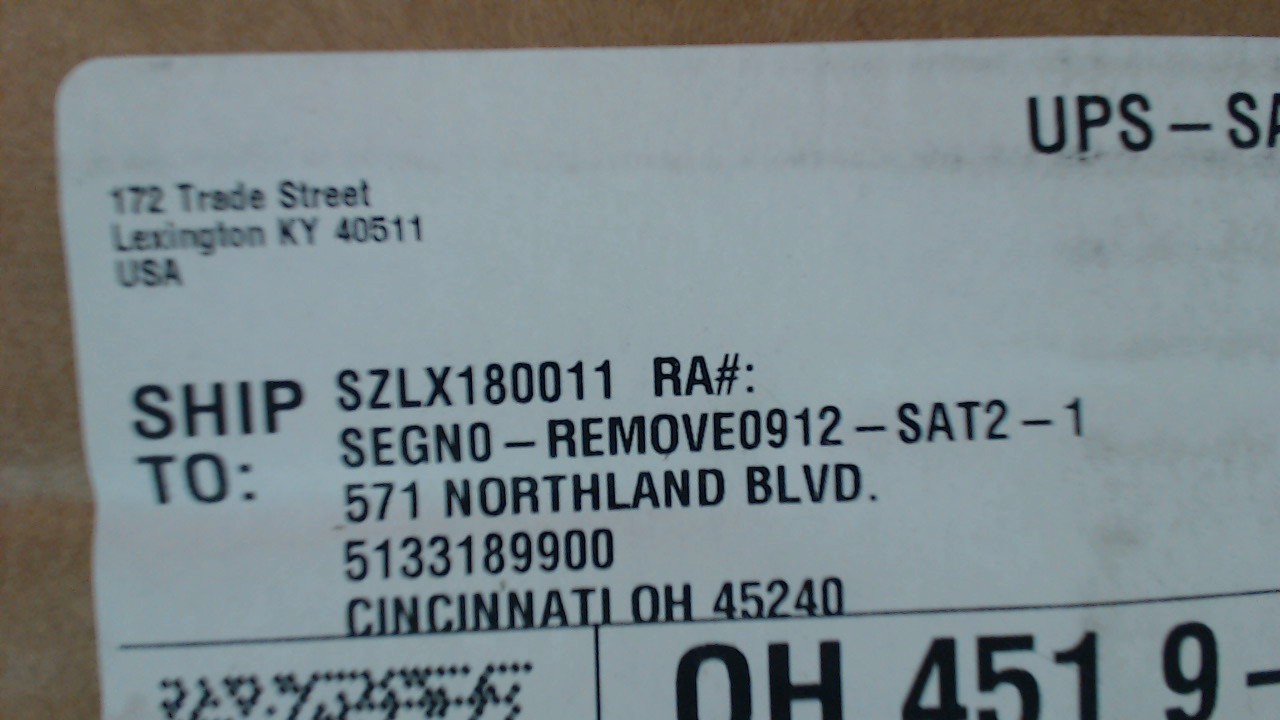 UPS – SA
172 Trade Street
Lexington KY 40511
USA
SHIP TO:
SZLX180011 RA#:
SEGNO – REMOVE0912 – SAT2 – 1
571 NORTHLAND BLVD.
5133189900
CINCINNATI OH 45240
OH 451 9 –